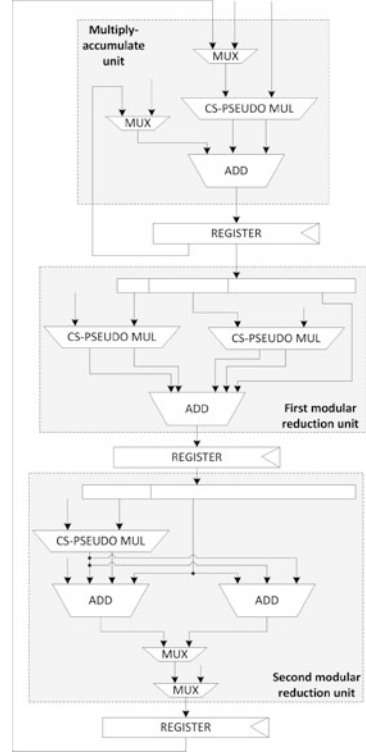 Multiply-
accumulate
unit
MUX
CS-PSEUDO MUL
MUX
ADD
REGISTER
CS-PSEUDO MUL
CS-PSEUDO MUL
ADD
First modular
reduction unit
REGISTER
CS-PSEUDO MUL
ADD
ADD
MUX
MUX
Second modular
reduction unit
REGISTER